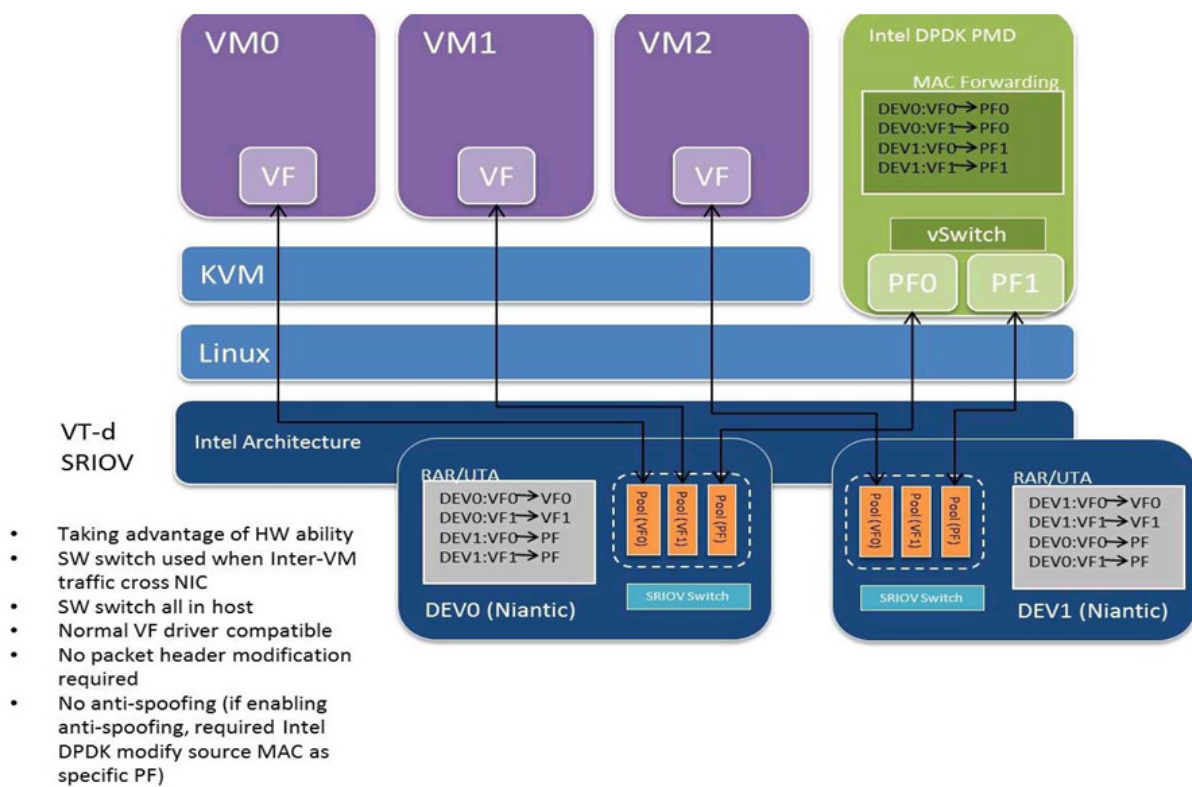 VM0
VM1
VM2
Intel DPDK PMD
MAC Forwarding
DEV0:VF0→PF0
DEV0:VF1→PF0
DEV1:VF0→PF1
DEV1:VF1→PF1
VF
VF
VF
vSwitch
KVM
PF0
PF1
Linux
VT-d
SRIOV
Intel Architecture
RAR/UTA
DEV0:VF0→VF0
DEV0:VF1→VF1
DEV1:VF0→PF
DEV1:VF1→PF
Pool(VF0)
Pool(VF1)
Pool(PF)
SRIOV Switch
DEV0 (Niantic)
Pool(VF0)
Pool(VF1)
Pool(PF)
SRIOV Switch
RAR/UTA
DEV1:VF0→VF0
DEV1:VF1→VF1
DEV0:VF0→PF
DEV0:VF1→PF
DEV1 (Niantic)
• Taking advantage of HW ability
• SW switch used when Inter-VM
traffic cross NIC
• SW switch all in host
• Normal VF driver compatible
• No packet header modification
required
• No anti-spoofing (if enabling
anti-spoofing, required Intel
DPDK modify source MAC as
specific PF)